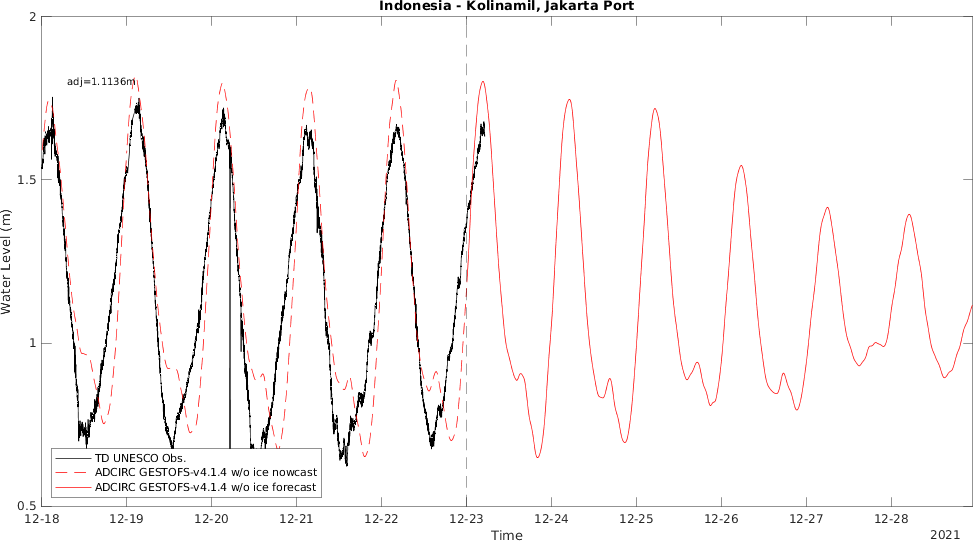 Indonesia - Kolinamil, Jakarta Port
2
adj=1.1136m
1.5
Water Level (m)
1
TD UNESCO Obs.
ADCIRC GESTOFS-v4.1.4 w/o ice nowcast
ADCIRC GESTOFS-v4.1.4 w/o ice forecast
0.5
12-18 12-19 12-20 12-21 12-22 12-23 12-24 12-25 12-26 12-27 12-28
Time
2021